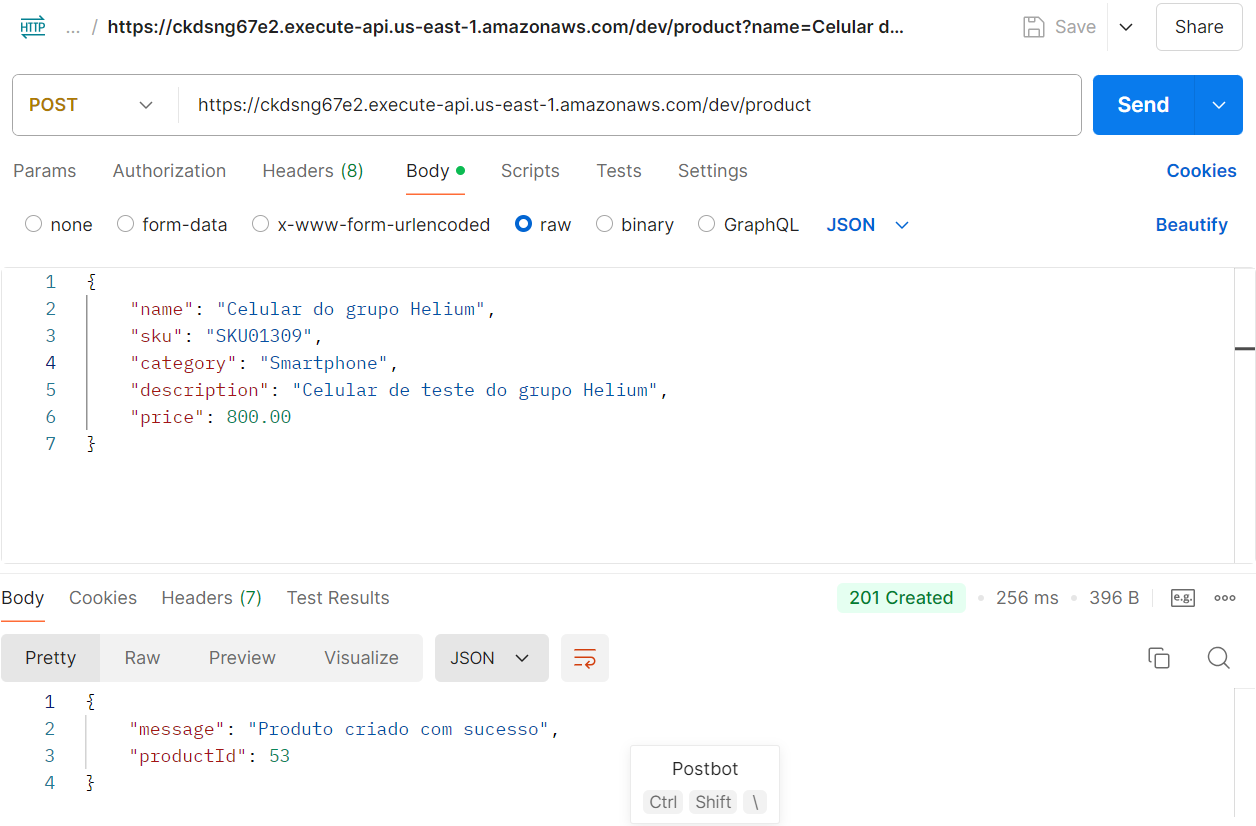 HTTP ... / https://ckdsng67e2.execute-api.us-east-1.amazonaws.com/dev/product?name=Celular d... Save Share
POST https://ckdsng67e2.execute-api.us-east-1.amazonaws.com/dev/product Send
Params Authorization Headers (8) Body Scripts Tests Settings Cookies
none form-data x-www-form-urlencoded raw binary GraphQL JSON Beautify
1 {
2 "name": "Celular do grupo Helium",
3 "sku": "SKU01309",
4 "category": "Smartphone",
5 "description": "Celular de teste do grupo Helium",
6 "price": 800.00
7 }
Body Cookies Headers (7) Test Results 201 Created 256 ms 396 B e.g.
Pretty Raw Preview Visualize JSON
1 {
2 "message": "Produto criado com sucesso",
3 "productId": 53
4 }
Postbot
Ctrl Shift \